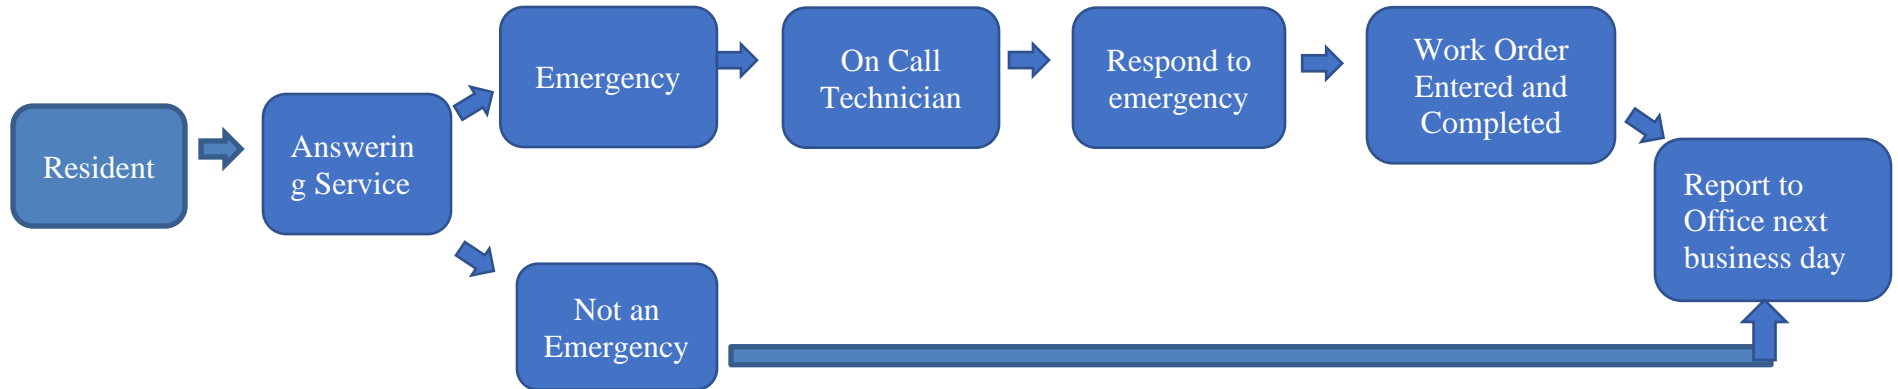 Resident
Answerin
g Service
Emergency
On Call
Technician
Respond to
emergency
Work Order
Entered and
Completed
Report to
Office next
business day
Not an
Emergency